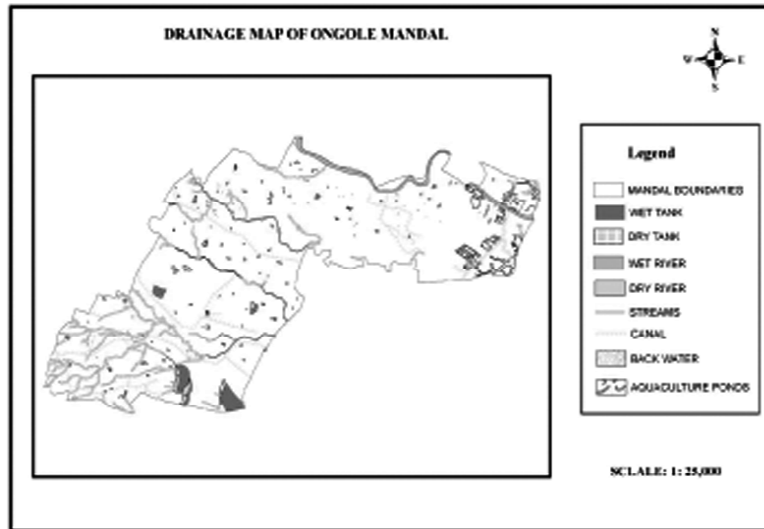 DRAINAGE MAP OF ONGOLE MANDAL
N
W E
S
Legend
MANDAL BOUNDARIES
WET TANK
DRY TANK
WET RIVER
DRY RIVER
STREAMS
CANAL
BACK WATER
AQUACULTURE PONDS
SCLALE: 1: 25,000